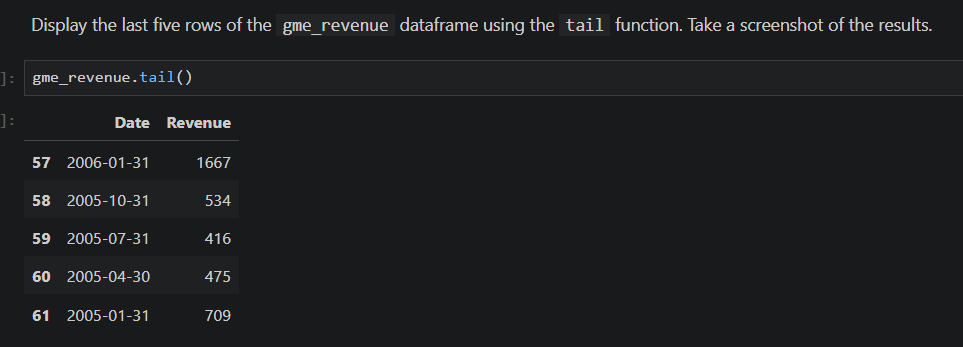 Display the last five rows of the gme_revenue dataframe using the tail function. Take a screenshot of the results.
]: gme_revenue.tail()
]:
Date Revenue
57 2006-01-31 1667
58 2005-10-31 534
59 2005-07-31 416
60 2005-04-30 475
61 2005-01-31 709